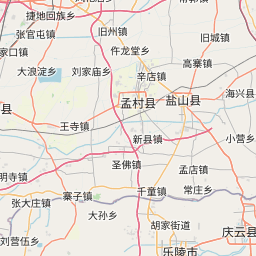 捷地回族乡
旧州镇
旧城镇
张官屯镇
仵龙堂乡
高寨镇
辛店镇
大浪淀乡
刘家庙乡
海兴县
孟村县
盐山县
县
王寺镇
新县镇
小营乡
圣佛镇
孟店镇
明寺镇
寨子镇
千童镇
常庄乡
张大庄镇
大孙乡
胡家街道
庆云县
刘营伍乡
乐陵市